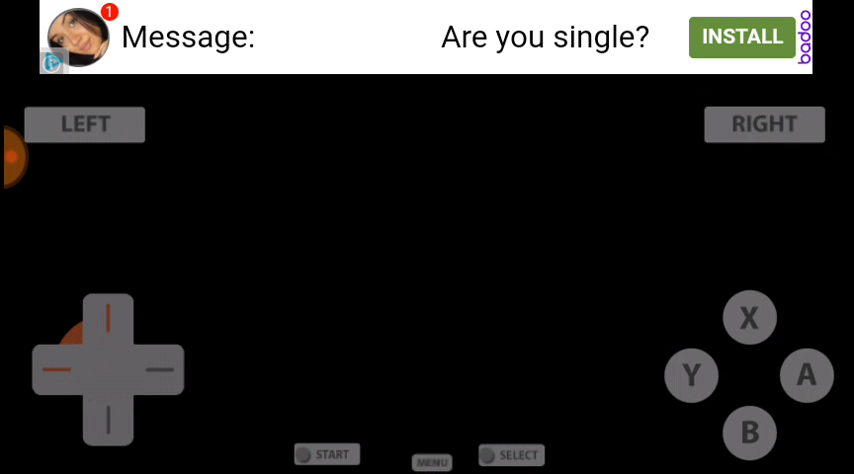 1
Message: Are you single? INSTALL
badoo
LEFT RIGHT
X
Y A
B
START MENU SELECT